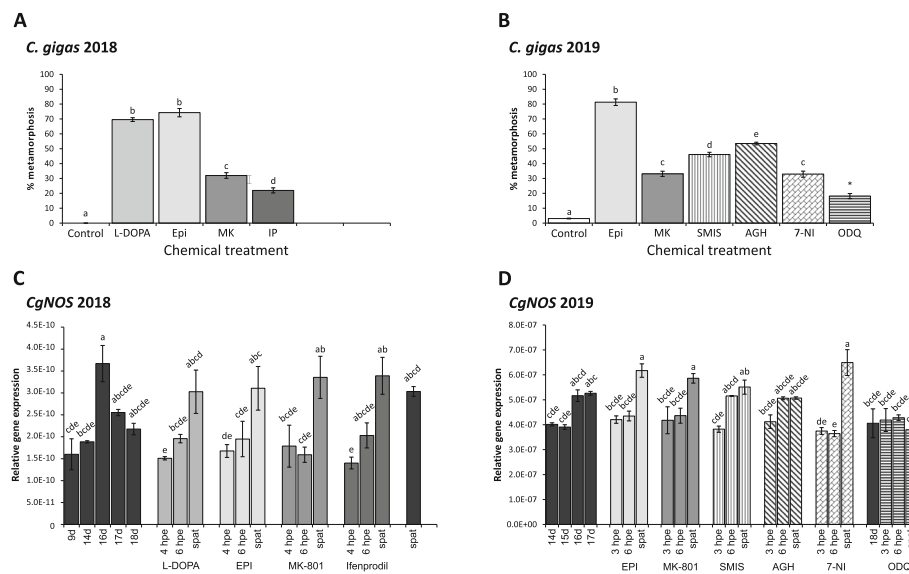 A
C. gigas 2018
% metamorphosis
100
90
80
70
60
50
40
30
20
10
0
a
b
b
c
d
Control L-DOPA Epi MK IP
Chemical treatment
B
C. gigas 2019
% metamorphosis
100
90
80
70
60
50
40
30
20
10
0
a
b
c
d
e
c
*
Control Epi MK SMIS AGH 7-NI ODQ
Chemical treatment
C
CgNOS 2018
Relative gene expression
4.5E-10
4.0E-10
3.5E-10
3.0E-10
2.5E-10
2.0E-10
1.5E-10
1.0E-10
5.0E-11
0
cde bcde a abcde abcde
e bcde abcd
de cde abc
bcde cde ab
e bcde ab
abcd
9d 14d 16d 17d 18d 4 hpe 6 hpe spat 4 hpe 6 hpe spat 4 hpe 6 hpe spat 4 hpe 6 hpe spat spat
L-DOPA EPI MK-801 Ifenprodil
D
CgNOS 2019
Relative gene expression
8.0E-07
7.0E-07
6.0E-07
5.0E-07
4.0E-07
3.0E-07
2.0E-07
1.0E-07
0.0E+00
cde cde abcd abc
bcde bcde a
bcde bcde a
cde abcd ab
bcde abcde abcde
de e a
bcde bcde bcde
14d 15d 16d 17d 3 hpe 6 hpe spat 3 hpe 6 hpe spat 3 hpe 6 hpe spat 3 hpe 6 hpe spat 3 hpe 6 hpe spat 18d 3 hpe 6 hpe
EPI MK-801 SMIS AGH 7-NI ODQ